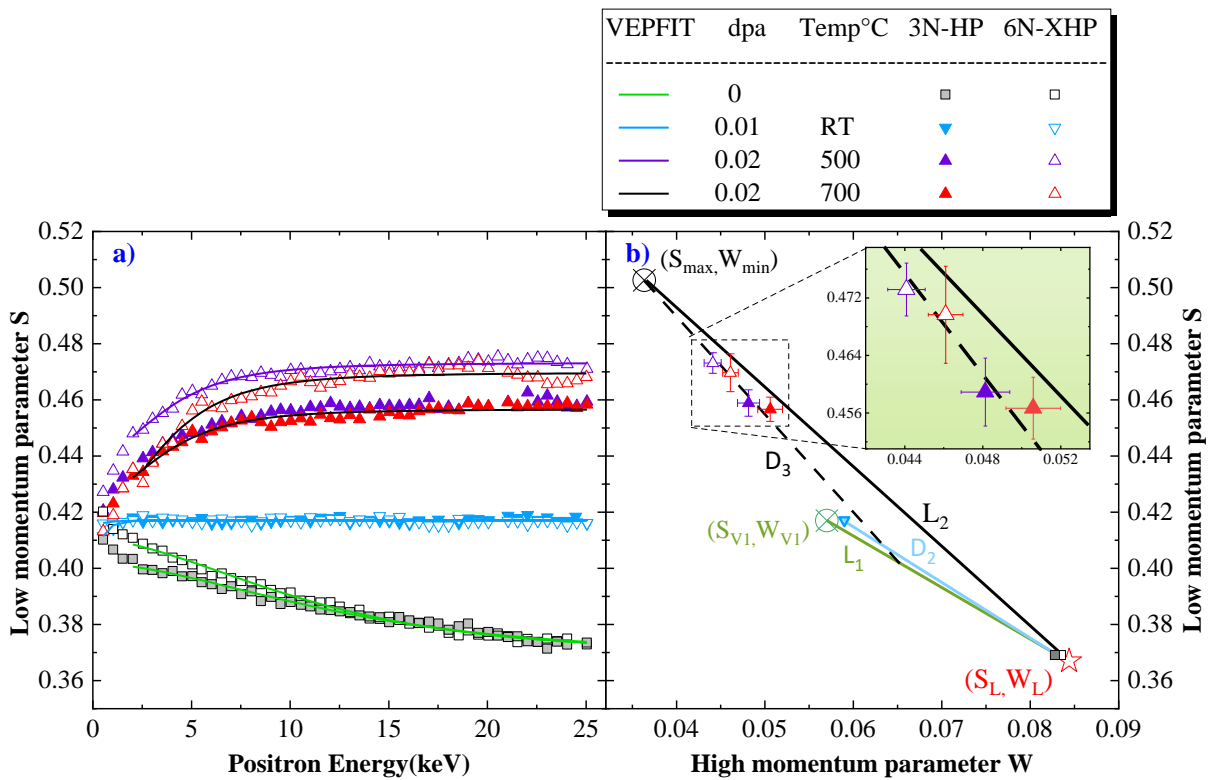 VEPFIT dpa Temp°C 3N-HP 6N-XHP
0
0.01 RT
0.02 500
0.02 700
a)
Low momentum parameter S
0.52
0.50
0.48
0.46
0.44
0.42
0.40
0.38
0.36
0 5 10 15 20 25
Positron Energy(keV)
b)
(Smax,Wmin)
D3
L2
(SV1,WV1)
L1
D2
(SL,WL)
0.472
0.464
0.456
0.044 0.048 0.052
0.04 0.05 0.06 0.07 0.08 0.09
High momentum parameter W
0.52
0.50
0.48
0.46
0.44
0.42
0.40
0.38
0.36
Low momentum parameter S